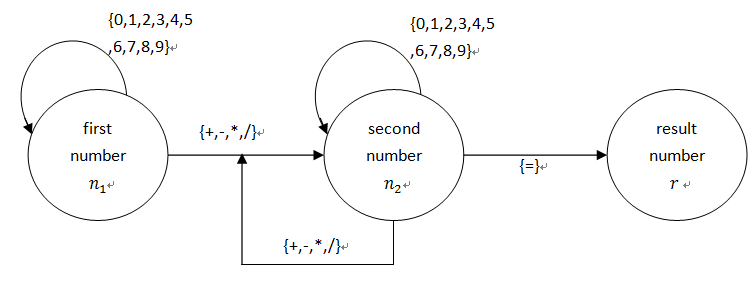 {0,1,2,3,4,5
,6,7,8,9}
{0,1,2,3,4,5
,6,7,8,9}
first
number
n₁
{+,-,*,/}
second
number
n₂
{=}
result
number
r
{+,-,*,/}